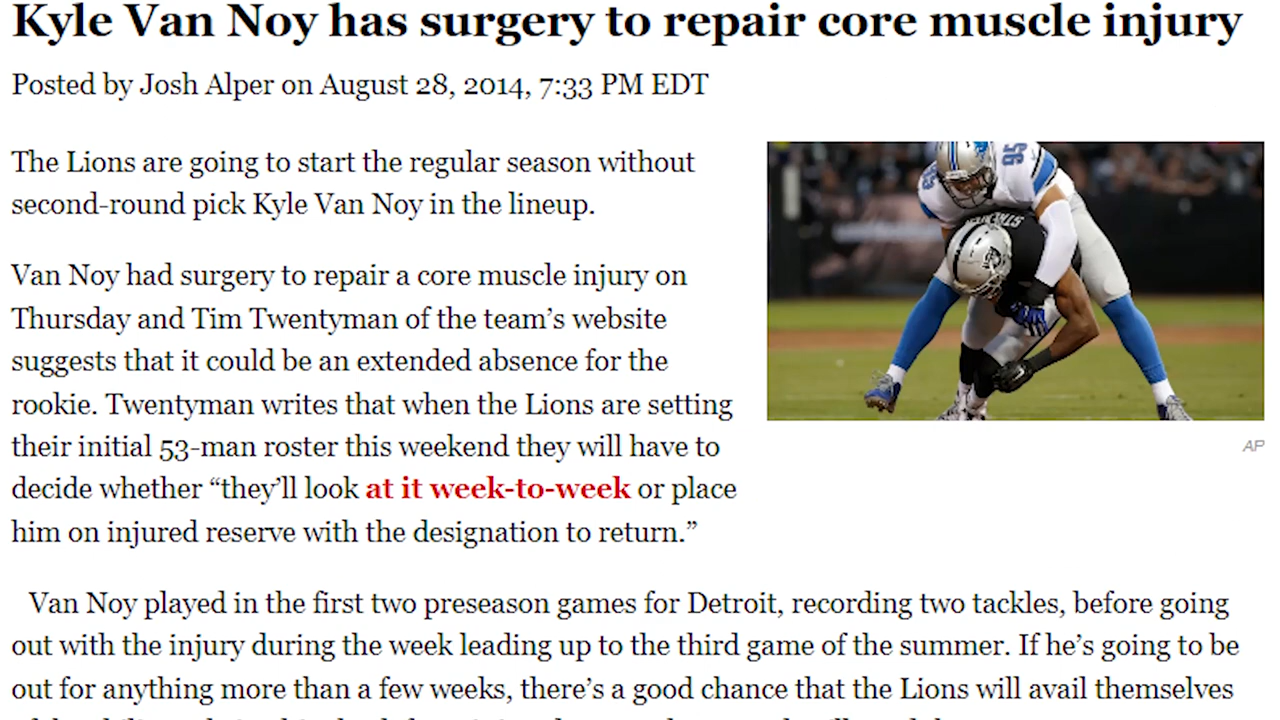 Kyle Van Noy has surgery to repair core muscle injury
Posted by Josh Alper on August 28, 2014, 7:33 PM EDT
The Lions are going to start the regular season without
second-round pick Kyle Van Noy in the lineup.
Van Noy had surgery to repair a core muscle injury on
Thursday and Tim Twentyman of the team’s website
suggests that it could be an extended absence for the
rookie. Twentyman writes that when the Lions are setting
their initial 53-man roster this weekend they will have to
decide whether “they’ll look at it week-to-week or place
him on injured reserve with the designation to return.”
95
AP
Van Noy played in the first two preseason games for Detroit, recording two tackles, before going
out with the injury during the week leading up to the third game of the summer. If he’s going to be
out for anything more than a few weeks, there’s a good chance that the Lions will avail themselves